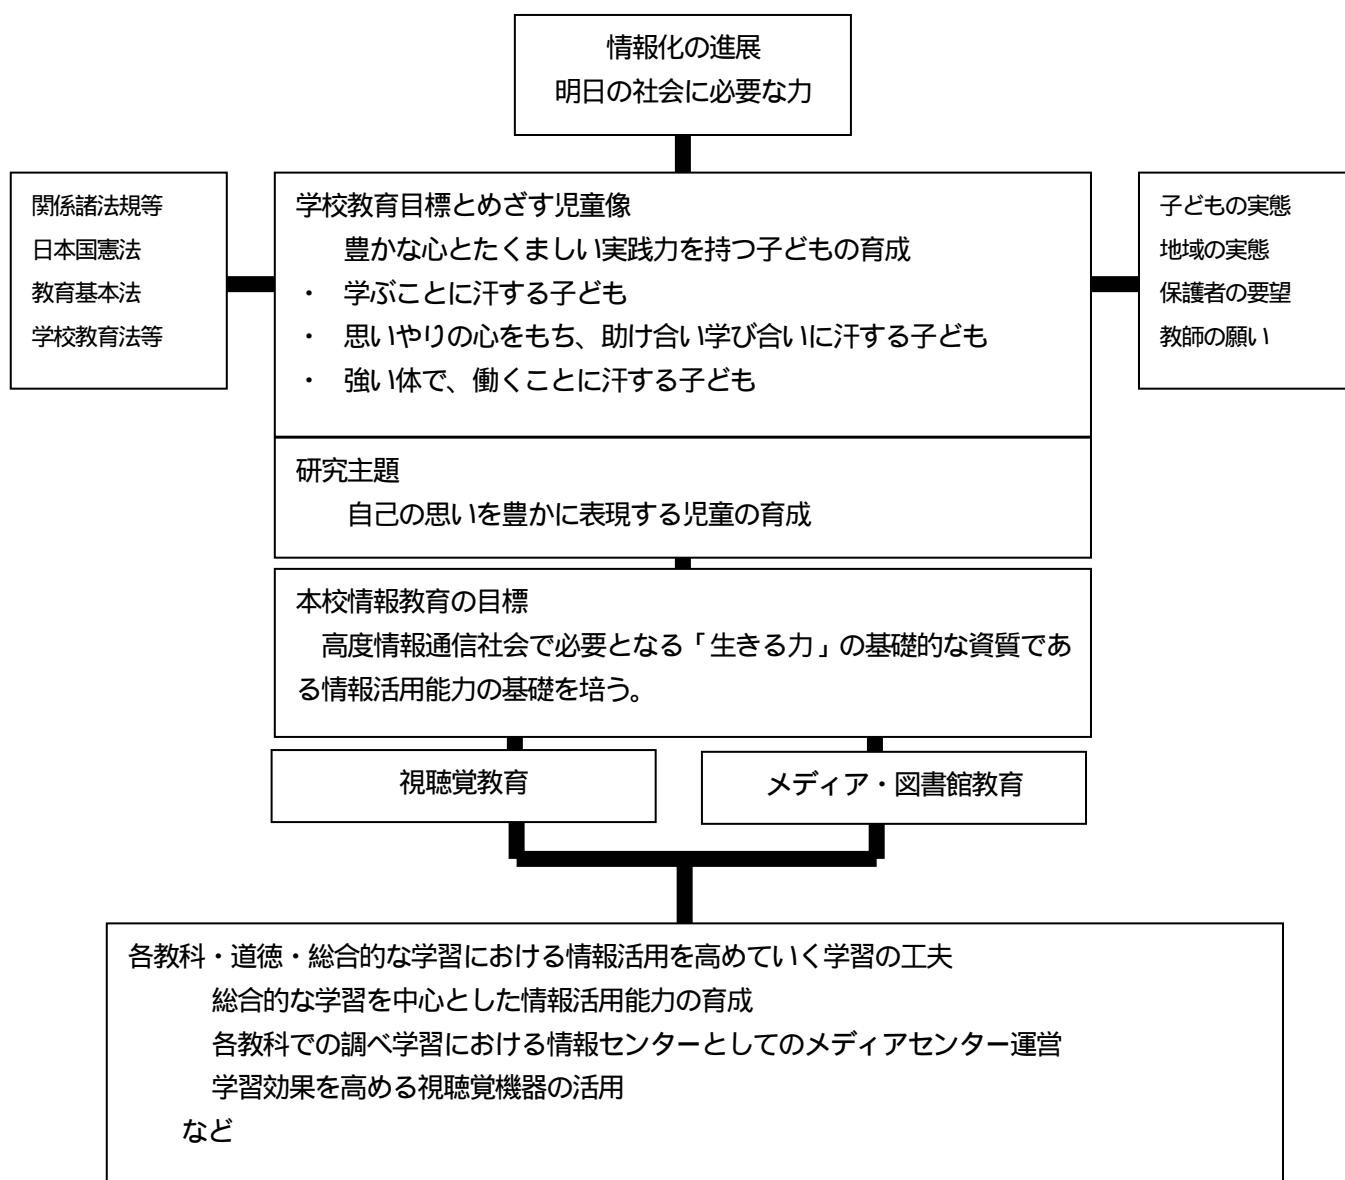 情報化の進展
明日の社会に必要な力
関係諸法規等
日本国憲法
教育基本法
学校教育法等
学校教育目標とめざす児童像
豊かな心とたくましい実践力を持つ子どもの育成
・ 学ぶことに汗する子ども
・ 思いやりの心をもち、助け合い学び合いに汗する子ども
・ 強い体で、働くことに汗する子ども
子どもの実態
地域の実態
保護者の要望
教師の願い
研究主題
自己の思いを豊かに表現する児童の育成
本校情報教育の目標
高度情報通信社会で必要となる「生きる力」の基礎的な資質であ
る情報活用能力の基礎を培う。
視聴覚教育
メディア・図書館教育
各教科・道徳・総合的な学習における情報活用を高めていく学習の工夫
総合的な学習を中心とした情報活用能力の育成
各教科での調べ学習における情報センターとしてのメディアセンター運営
学習効果を高める視聴覚機器の活用
など